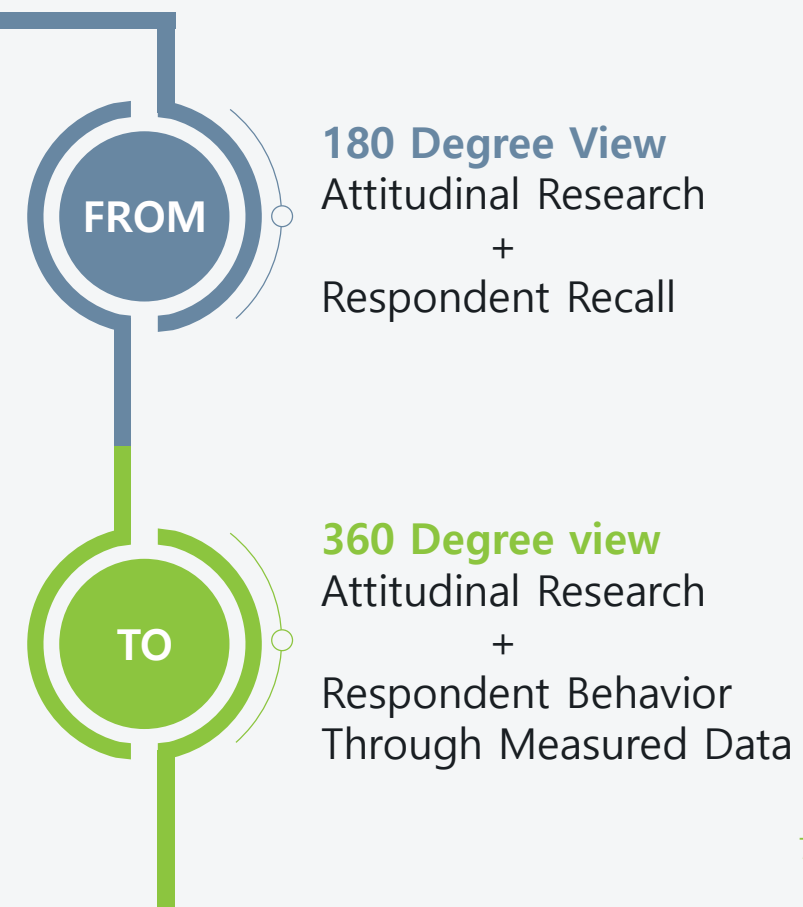 FROM
180 Degree View
Attitudinal Research
+
Respondent Recall
TO
360 Degree view
Attitudinal Research
+
Respondent Behavior
Through Measured Data